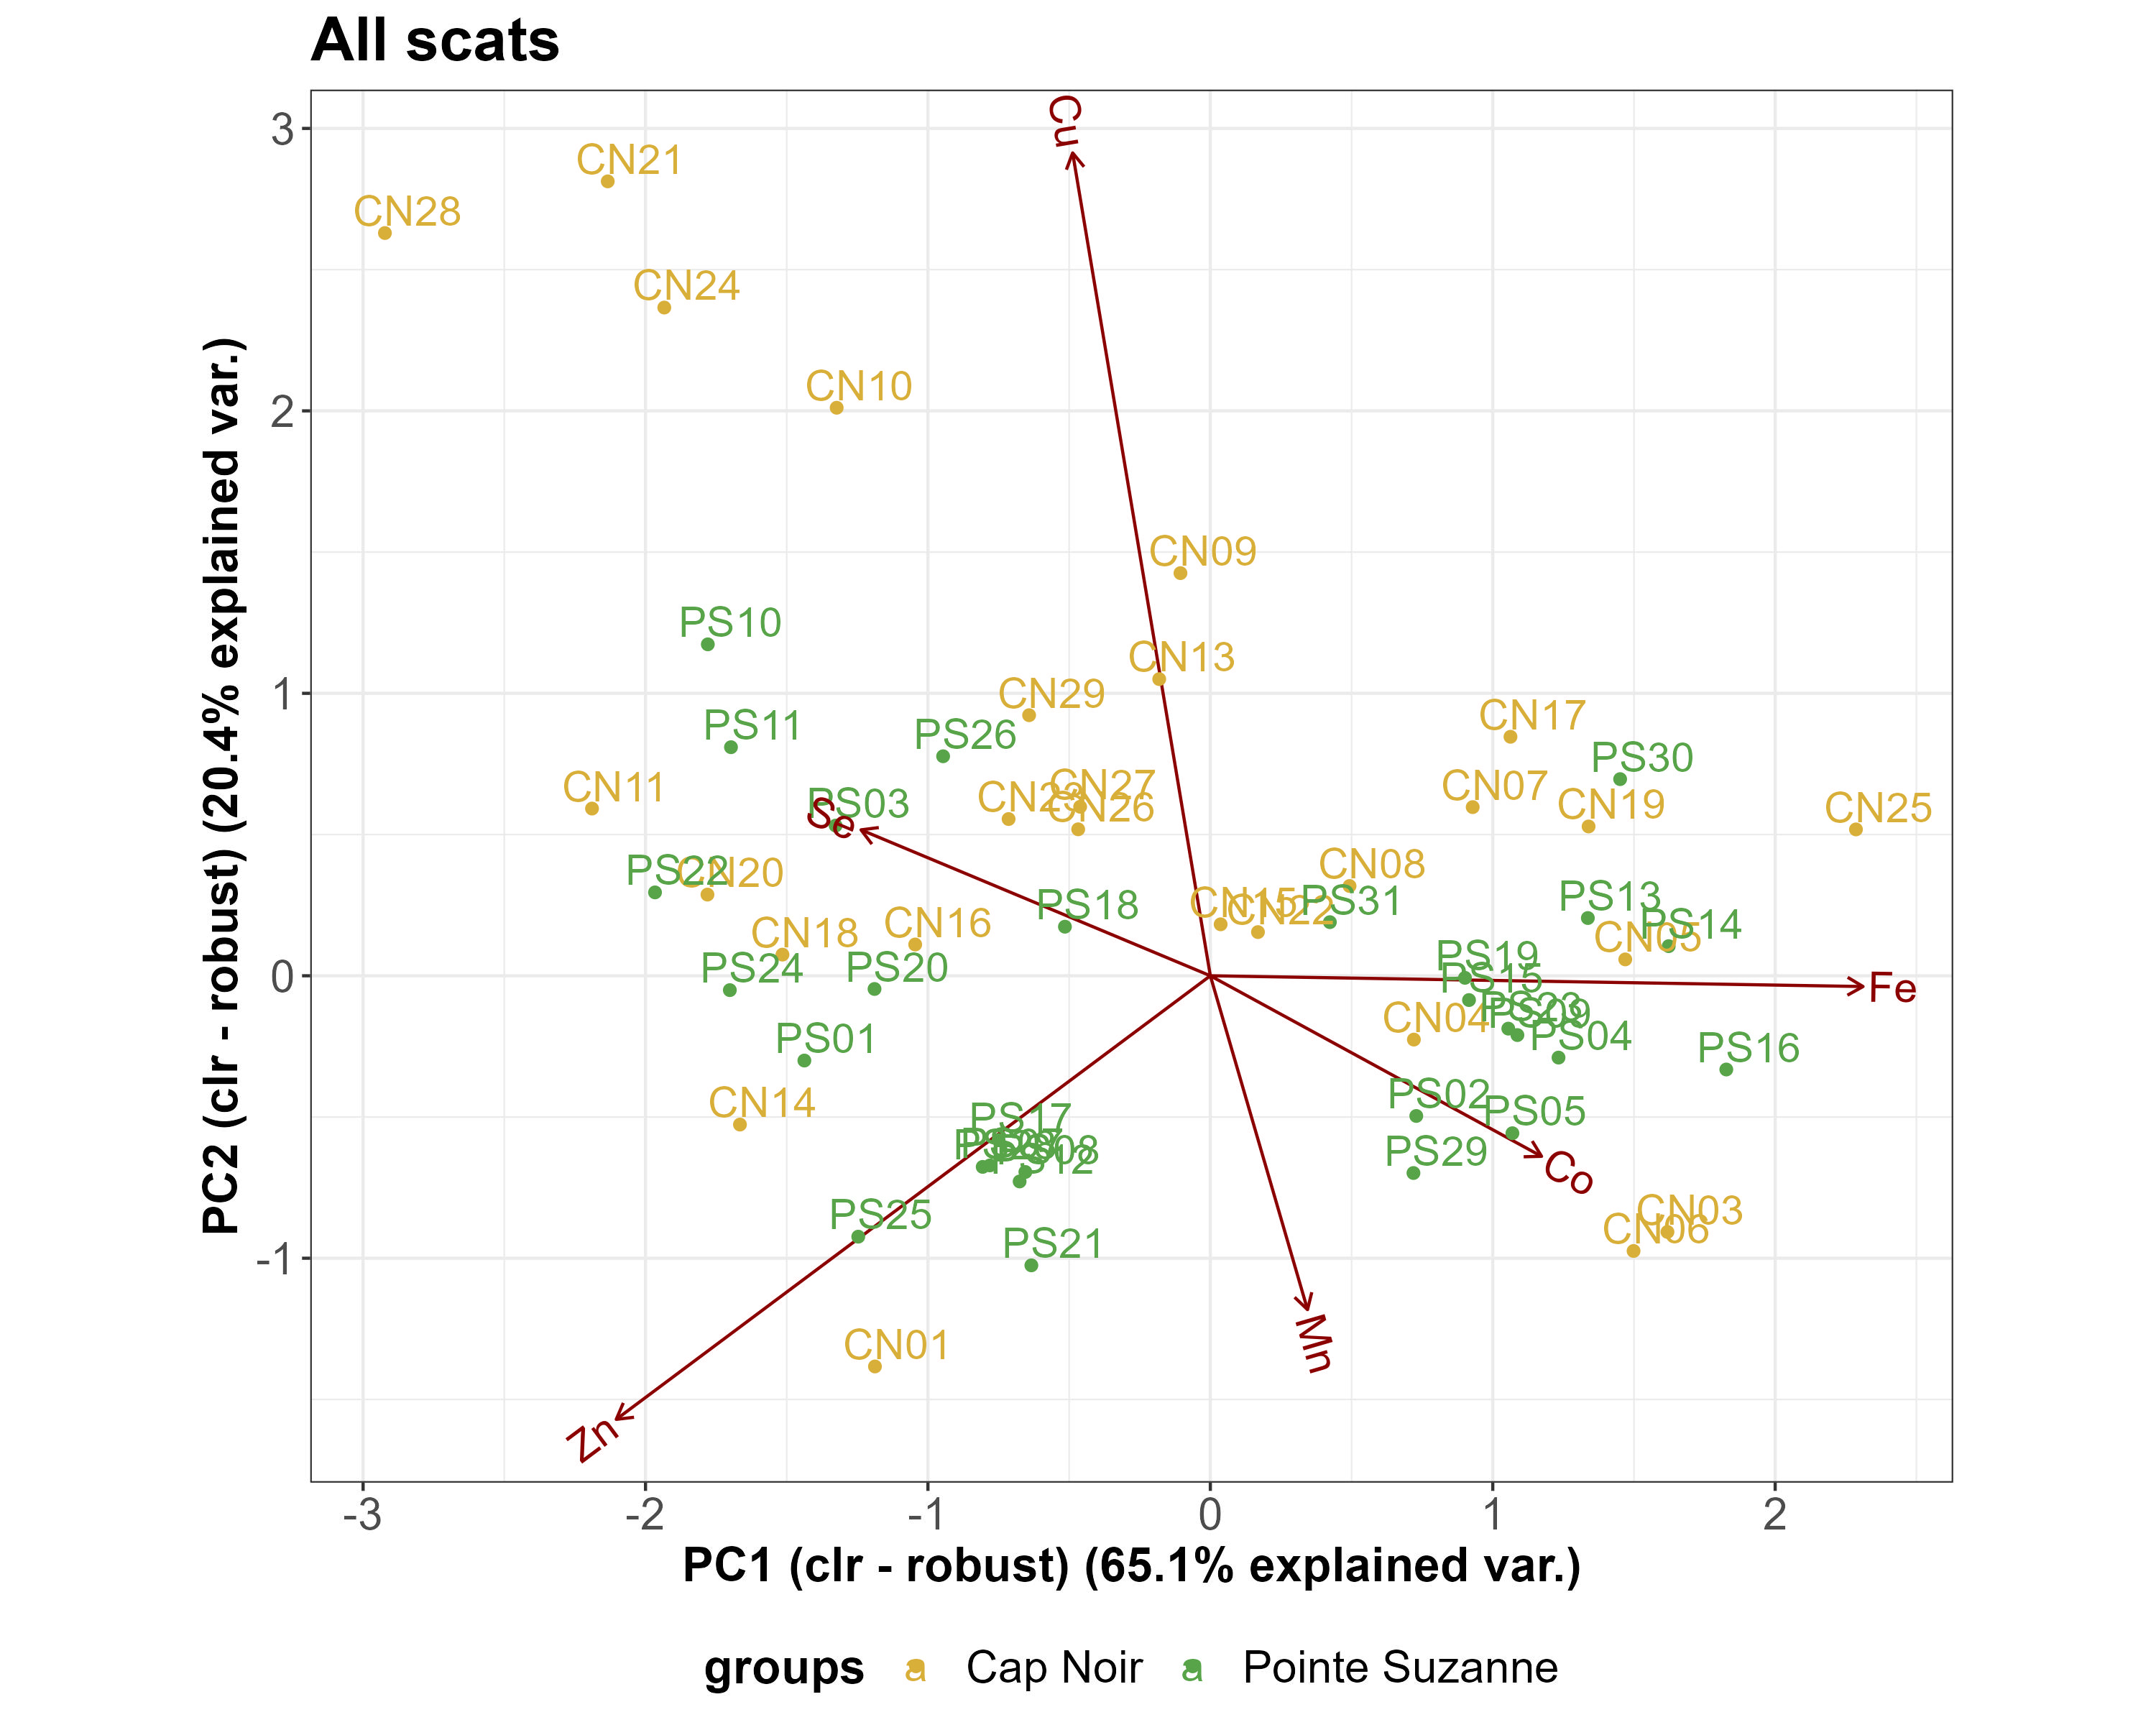 All scats
PC2 (clr - robust) (20.4% explained var.)
3
2
1
0
-1
Cu
CN21
CN28
CN24
CN10
CN09
PS10
CN13
CN29
PS11
PS26
CN17
PS30
CN11
CN27
CN07
PS03
Se
CN26
CN19
CN25
PS22
CN20
CN08
PS18
CN15
CN22
PS31
PS13
PS14
CN16
CN18
CN05
PS24
PS20
PS19
PS15
Fe
PS01
CN04
PS04
PS16
CN14
PS17
PS02
PS05
PS29
Co
PS25
PS21
CN03
CN06
CN01
Mn
Zn
-3
-2
-1
0
1
2
PC1 (clr - robust) (65.1% explained var.)
groups a Cap Noir a Pointe Suzanne